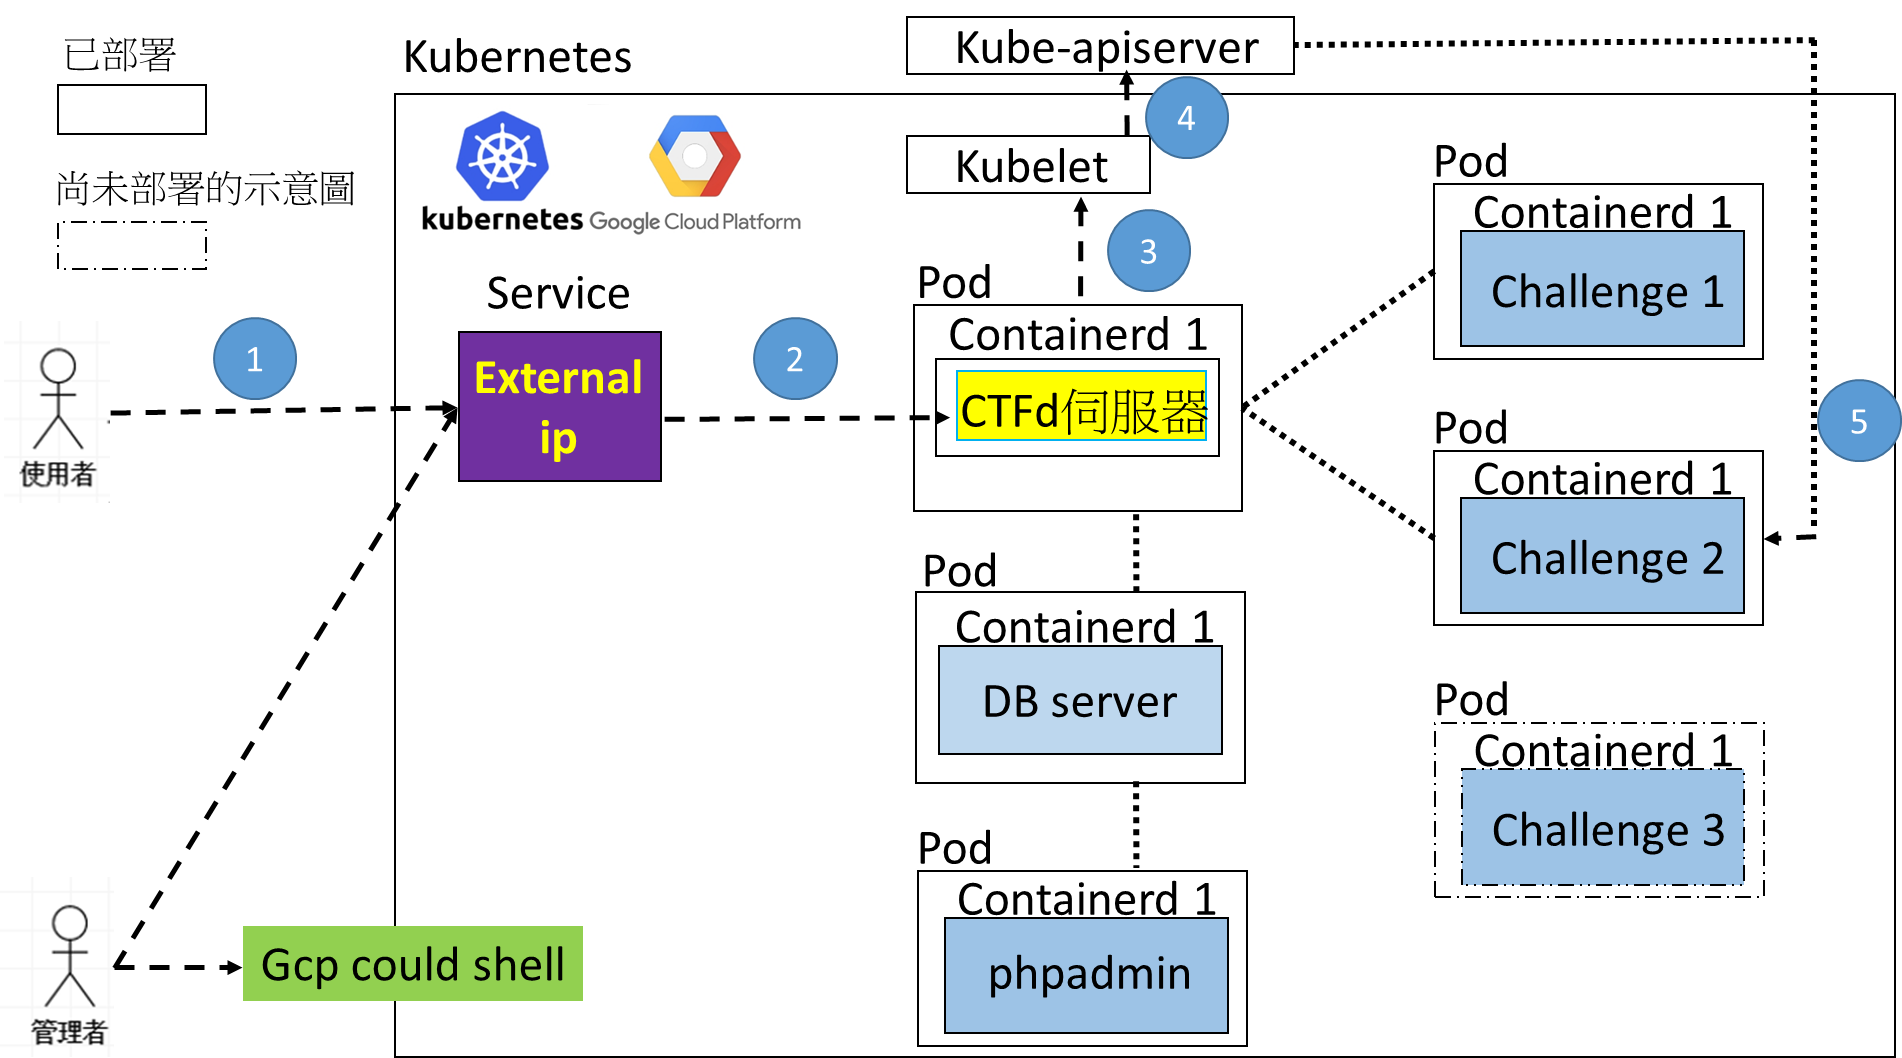 已部署
尚未部署的示意圖
Kubernetes
kubernetes
Google Cloud Platform
Kube-apiserver
4
Kubelet
3
Service
External
ip
1
2
使用者
管理者
Gcp could shell
Pod
Containerd 1
CTFd伺服器
Pod
Containerd 1
DB server
Pod
Containerd 1
phpadmin
Pod
Containerd 1
Challenge 1
Pod
Containerd 1
Challenge 2
5
Pod
Containerd 1
Challenge 3